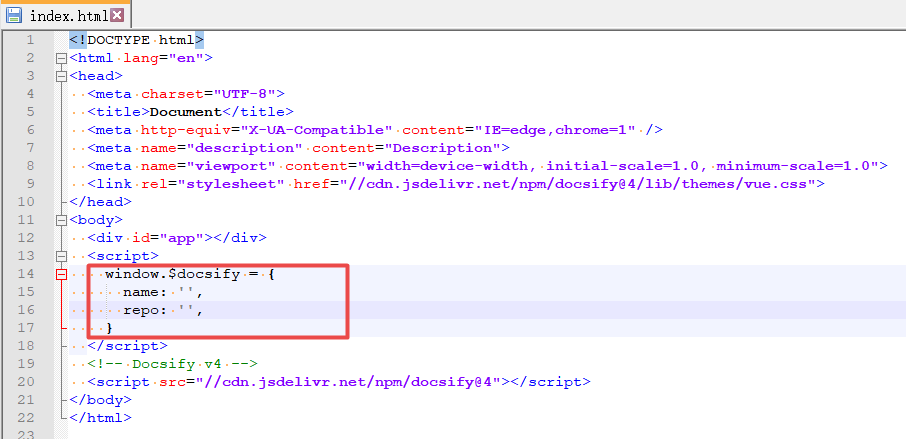 index.html
1 <!DOCTYPE html>
2 <html lang="en">
3 <head>
4   <meta charset="UTF-8">
5   <title>Document</title>
6   <meta http-equiv="X-UA-Compatible" content="IE=edge,chrome=1" />
7   <meta name="description" content="Description">
8   <meta name="viewport" content="width=device-width, initial-scale=1.0, minimum-scale=1.0">
9   <link rel="stylesheet" href="//cdn.jsdelivr.net/npm/docsify@4/lib/themes/vue.css">
10 </head>
11 <body>
12   <div id="app"></div>
13   <script>
14     window.$docsify = {
15       name: '',
16       repo: '',
17     }
18   </script>
19   <!-- Docsify v4 -->
20   <script src="//cdn.jsdelivr.net/npm/docsify@4"></script>
21 </body>
22 </html>
23